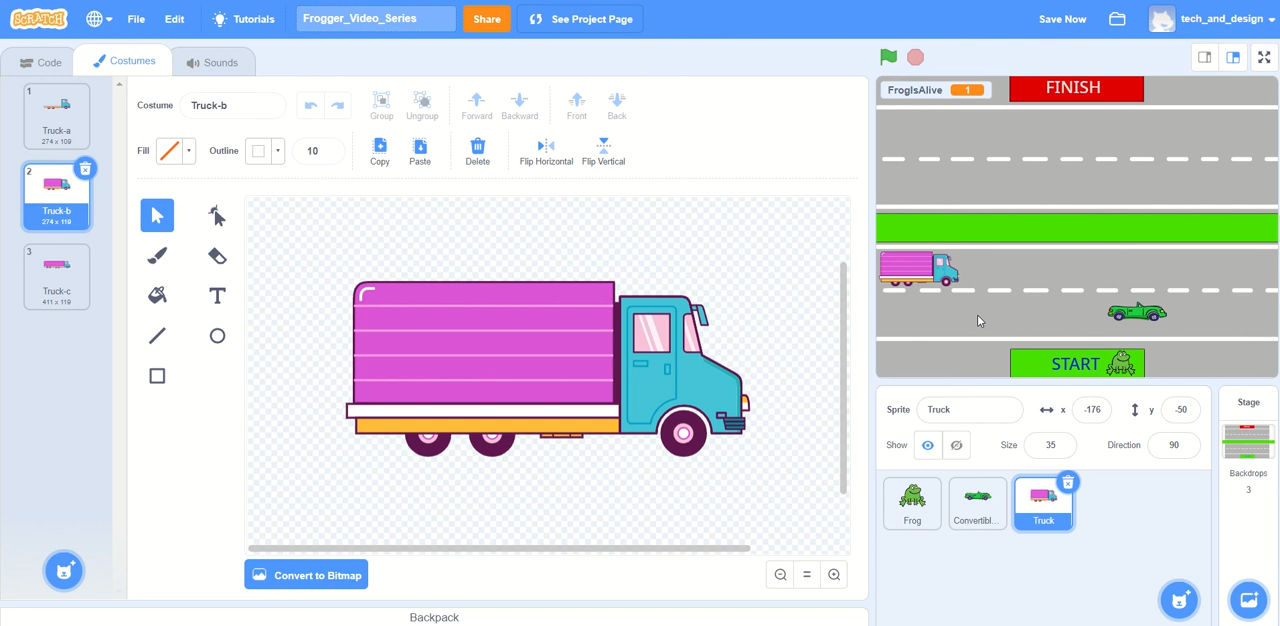 SCRATCH File Edit Tutorials Frogger_Video_Series Share See Project Page Save Now tech_and_design
Code Costumes Sounds
1
Truck-a
274 x 109
2
Truck-b
274 x 119
3
Truck-c
411 x 119
Costume Truck-b Group Ungroup Forward Backward Front Back
Fill Outline 10 Copy Paste Delete Flip Horizontal Flip Vertical
T
Convert to Bitmap
Backpack
FrogIsAlive 1
FINISH
START
Sprite Truck x -176 y -50
Show Size 35 Direction 90
Frog Convertibl... Truck
Stage
Backdrops
3